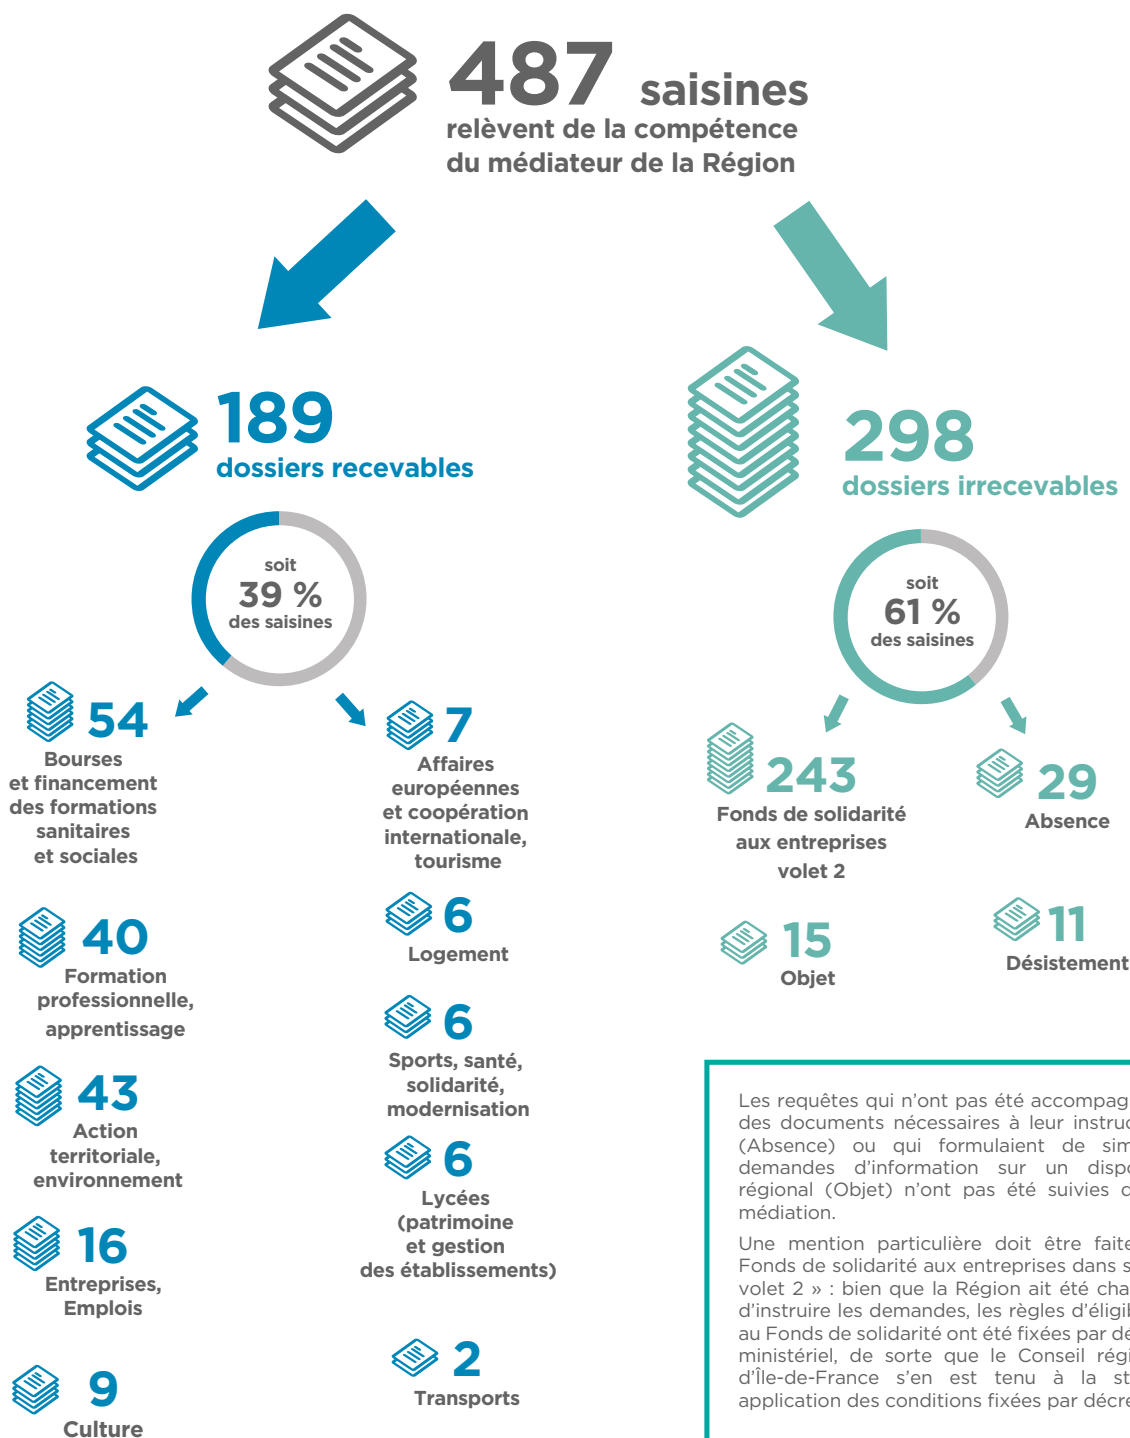 487 saisines
relèvent de la compétence
du médiateur de la Région
189
dossiers recevables
soit
39 %
des saisines
54
Bourses
et financement
des formations
sanitaires
et sociales
40
Formation
professionnelle,
apprentissage
43
Action
territoriale,
environnement
16
Entreprises,
Emplois
9
Culture
7
Affaires
européennes
et coopération
internationale,
tourisme
6
Logement
6
Sports, santé,
solidarité,
modernisation
6
Lycées
(patrimoine
et gestion
des établissements)
2
Transports
298
dossiers irrecevables
soit
61 %
des saisines
243
Fonds de solidarité
aux entreprises
volet 2
29
Absence
15
Objet
11
Désistement
Les requêtes qui n'ont pas été
des documents nécessaires à leur
(Absence) ou qui formulaient de
demandes d'information sur un
régional (Objet) n'ont pas été suivies
médiation.
Une mention particulière doit être
Fonds de solidarité aux entreprises dans
volet 2 » : bien que la Région ait été
d'instruire les demandes, les règles
au Fonds de solidarité ont été fixées par
ministériel, de sorte que le Conseil
d'Île-de-France s'en est tenu à la
application des conditions fixées par